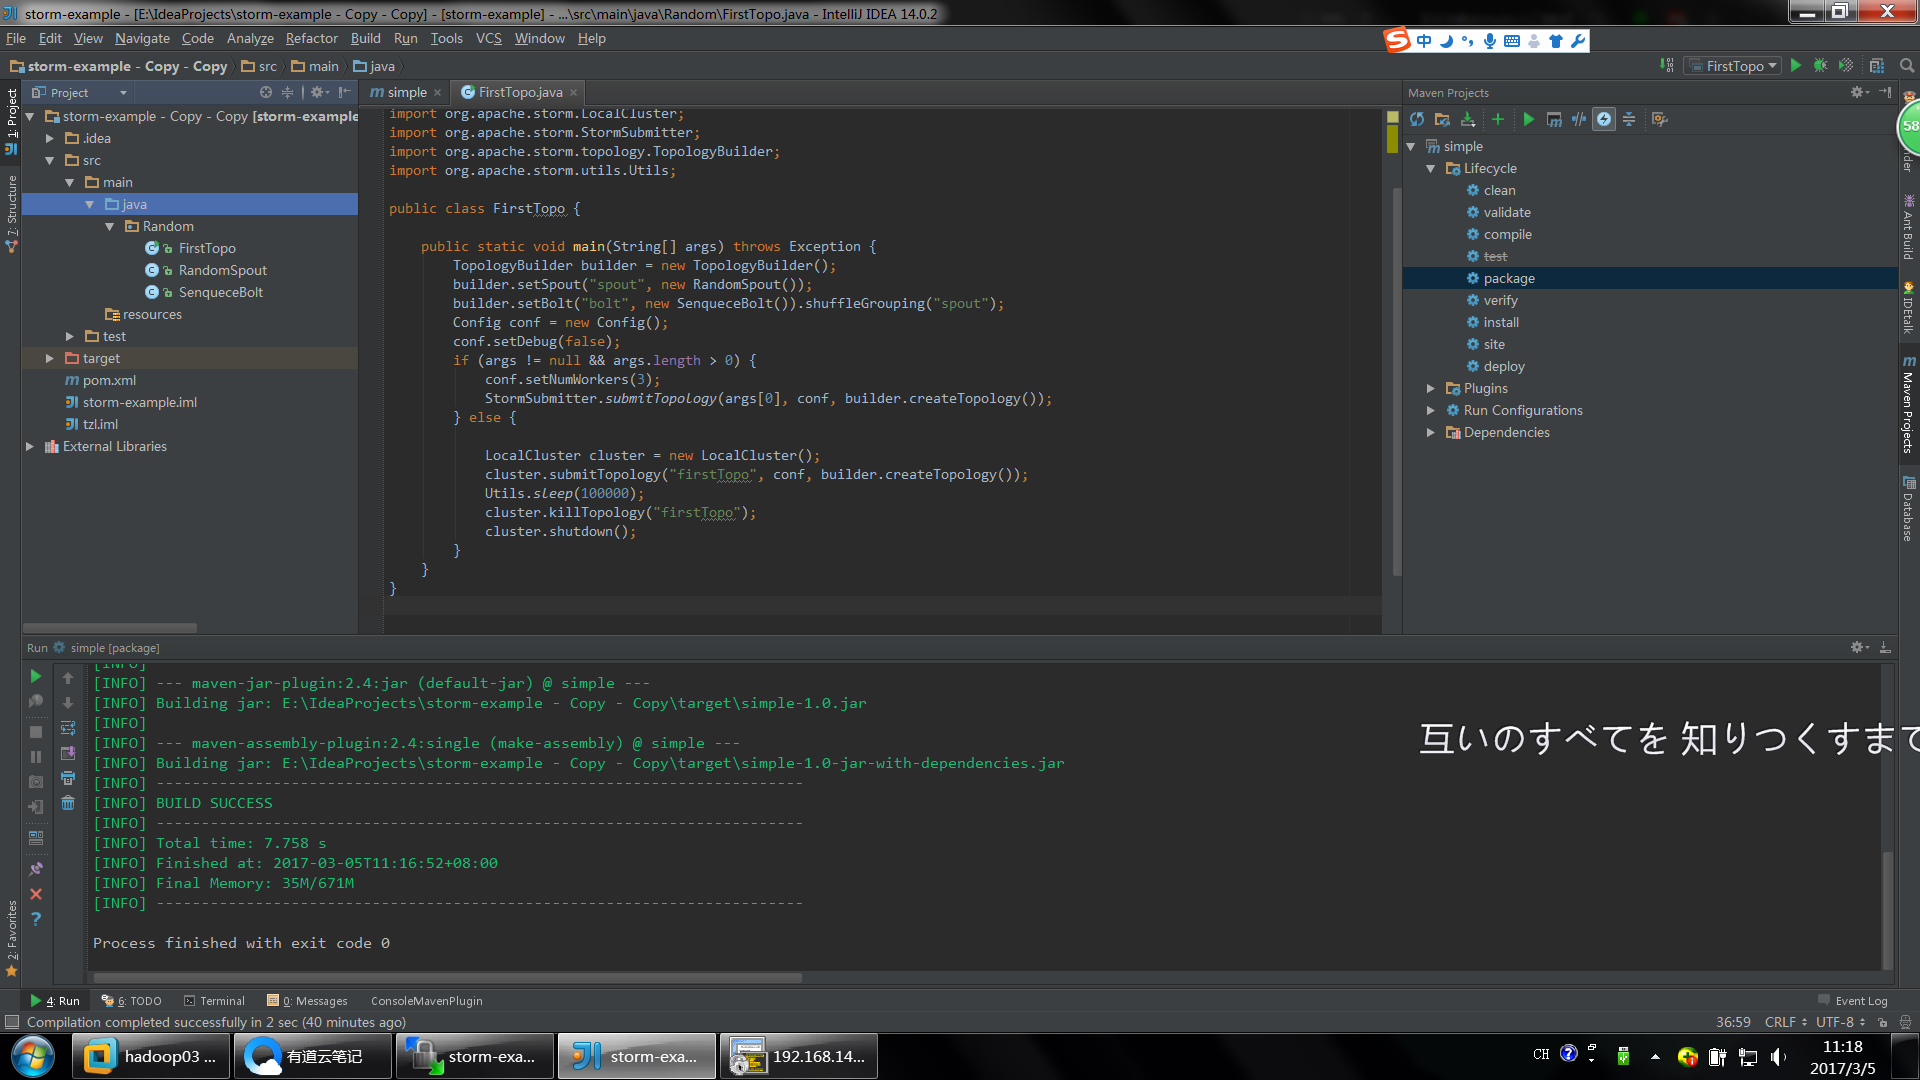 storm-example - [E:\IdeaProjects\storm-example - Copy - Copy] - [storm-example] - ...\src\main\java\Random\FirstTopo.java - IntelliJ IDEA 14.0.2
File Edit View Navigate Code Analyze Refactor Build Run Tools VCS Window Help
中
storm-example - Copy - Copy src main java
FirstTopo
Project
simple
FirstTopo.java
Maven Projects
1: Project
7: Structure
2: Favorites
storm-example - Copy - Copy [storm-example
.idea
src
main
java
Random
FirstTopo
RandomSpout
SenqueceBolt
resources
test
target
pom.xml
storm-example.iml
tzl.iml
External Libraries
import org.apache.storm.LocalCluster;
import org.apache.storm.StormSubmitter;
import org.apache.storm.topology.TopologyBuilder;
import org.apache.storm.utils.Utils;
public class FirstTopo {
public static void main(String[] args) throws Exception {
TopologyBuilder builder = new TopologyBuilder();
builder.setSpout("spout", new RandomSpout());
builder.setBolt("bolt", new SenqueceBolt()).shuffleGrouping("spout");
Config conf = new Config();
conf.setDebug(false);
if (args != null && args.length > 0) {
conf.setNumWorkers(3);
StormSubmitter.submitTopology(args[0], conf, builder.createTopology());
} else {
LocalCluster cluster = new LocalCluster();
cluster.submitTopology("firstTopo", conf, builder.createTopology());
Utils.sleep(100000);
cluster.killTopology("firstTopo");
cluster.shutdown();
}
}
}
simple
Lifecycle
clean
validate
compile
test
package
verify
install
site
deploy
Plugins
Run Configurations
Dependencies
58
Ant Build
IDEtalk
Maven Projects
Database
Run simple [package]
[INFO]
[INFO] --- maven-jar-plugin:2.4:jar (default-jar) @ simple ---
[INFO] Building jar: E:\IdeaProjects\storm-example - Copy - Copy\target\simple-1.0.jar
[INFO]
[INFO] --- maven-assembly-plugin:2.4:single (make-assembly) @ simple ---
[INFO] Building jar: E:\IdeaProjects\storm-example - Copy - Copy\target\simple-1.0-jar-with-dependencies.jar
[INFO] ------------------------------------------------------------------------
[INFO] BUILD SUCCESS
[INFO] ------------------------------------------------------------------------
[INFO] Total time: 7.758 s
[INFO] Finished at: 2017-03-05T11:16:52+08:00
[INFO] Final Memory: 35M/671M
[INFO] ------------------------------------------------------------------------
Process finished with exit code 0
互いのすべてを 知りつくすまで
4: Run 6: TODO Terminal 0: Messages ConsoleMavenPlugin Event Log
Compilation completed successfully in 2 sec (40 minutes ago) 36:59 CRLF UTF-8
hadoop03 ... 有道云笔记 storm-exa... storm-exa... 192.168.14...
CH
11:18
2017/3/5